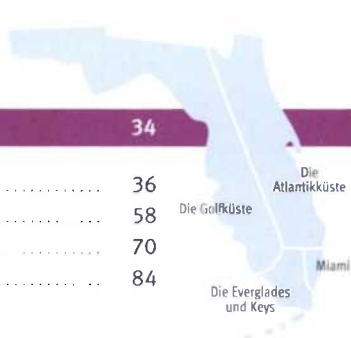 34
............ 36
........ ... 58
............ 70
............. 84
Die
Atlantikküste
Die Golfküste
Miami
Die Everglades
und Keys